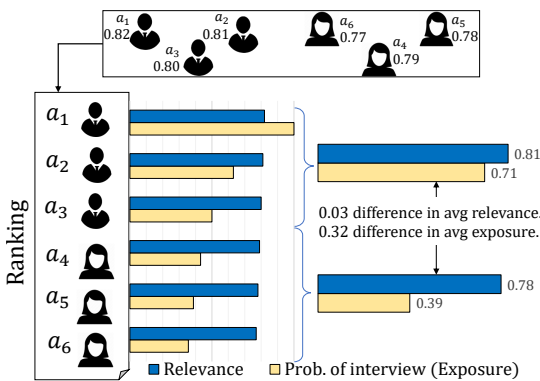 a1
0.82
a2
0.81
a3
0.80
a6
0.77
a4
0.79
a5
0.78
Ranking
a1
a2
a3
a4
a5
a6
0.81
0.71
0.03 difference in avg relevance.
0.32 difference in avg exposure.
0.78
0.39
Relevance
Prob. of interview (Exposure)